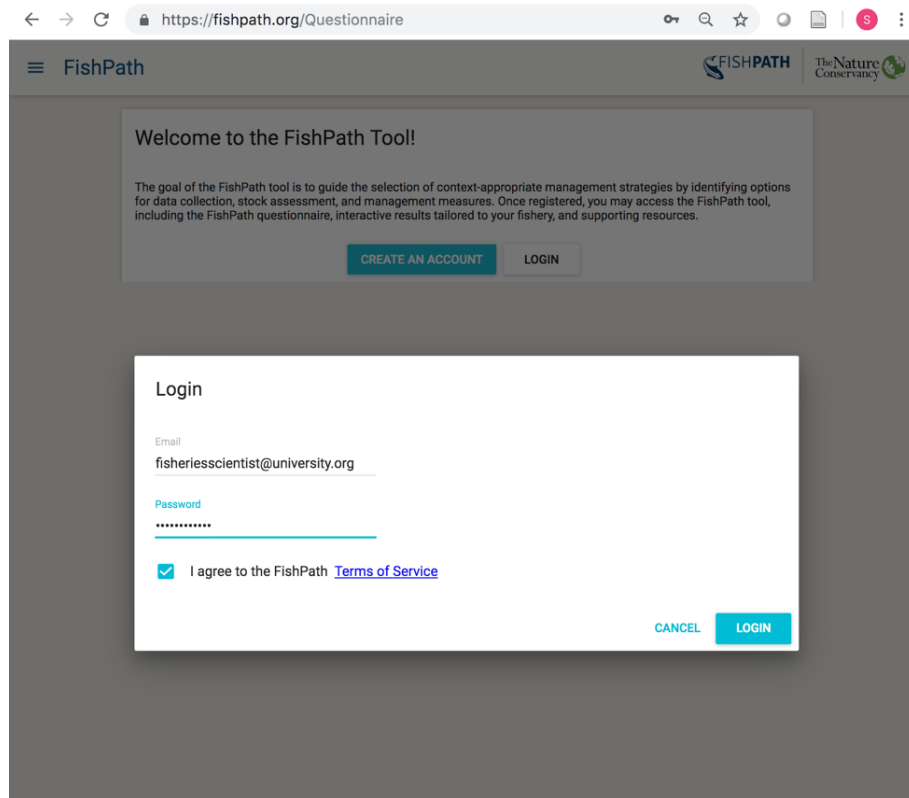 https://fishpath.org/Questionnaire
S
FishPath
FISHPATH
The Nature
Conservancy
Welcome to the FishPath Tool!
The goal of the FishPath tool is to guide the selection of context-appropriate management strategies by identifying options
for data collection, stock assessment, and management measures. Once registered, you may access the FishPath tool,
including the FishPath questionnaire, interactive results tailored to your fishery, and supporting resources.
CREATE AN ACCOUNT
LOGIN
Login
Email
fisheriesscientist@university.org
Password
••••••••••••
I agree to the FishPath Terms of Service
CANCEL
LOGIN